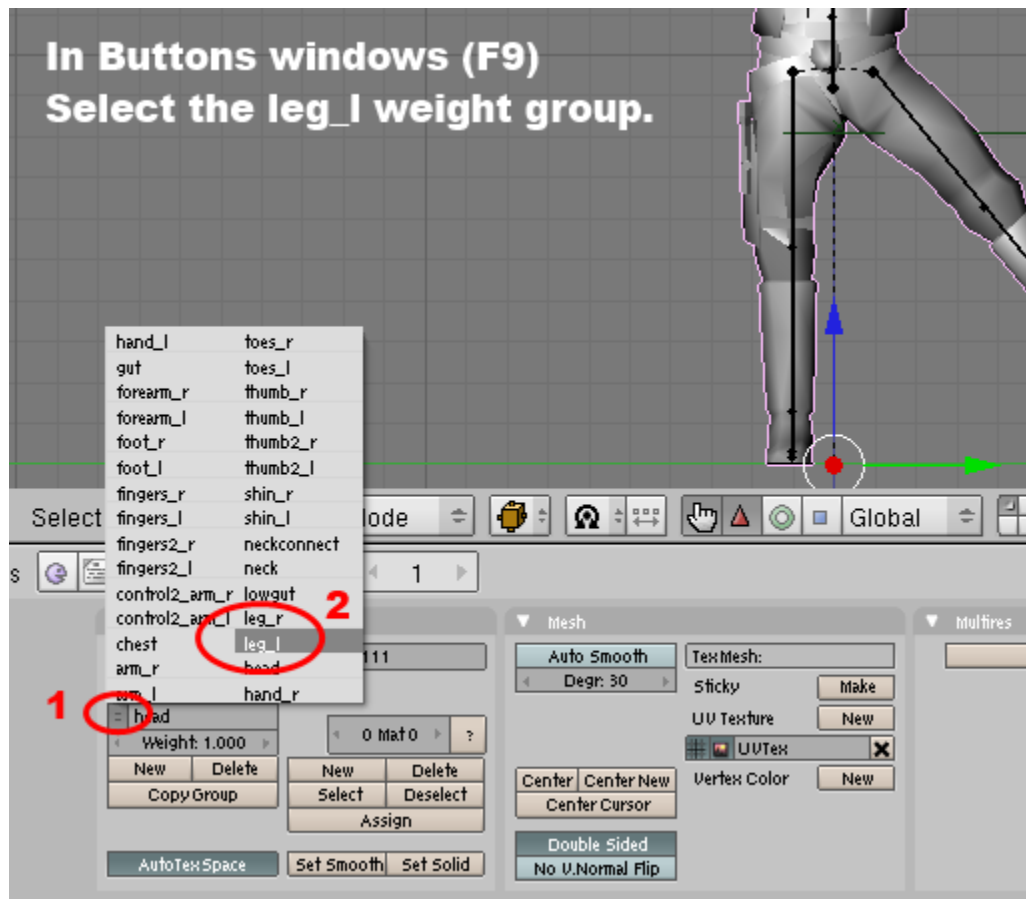 In Buttons windows (F9)
Select the leg_l weight group.
hand_l toes_r
gut toes_l
forearm_r thumb_r
forearm_l thumb_l
foot_r thumb2_r
foot_l thumb2_l
fingers_r shin_r
fingers_l shin_l
fingers2_r neckconnect
fingers2_l neck
control2_arm_r lowgut
control2_arm_l leg_r
chest leg_l
arm_r head
arm_l hand_r
2
1
Select
Global
s
1
Mesh
Multires
Auto Smooth
TexMesh:
Degr: 30
Sticky
Make
head
UV Texture
New
Weight: 1.000
0 Mat 0
?
UVTex
New Delete
New Delete
Center Center New
Vertex Color
New
Copy Group
Select Deselect
Center Cursor
Assign
Double Sided
AutoTexSpace
Set Smooth Set Solid
No V.Normal Flip